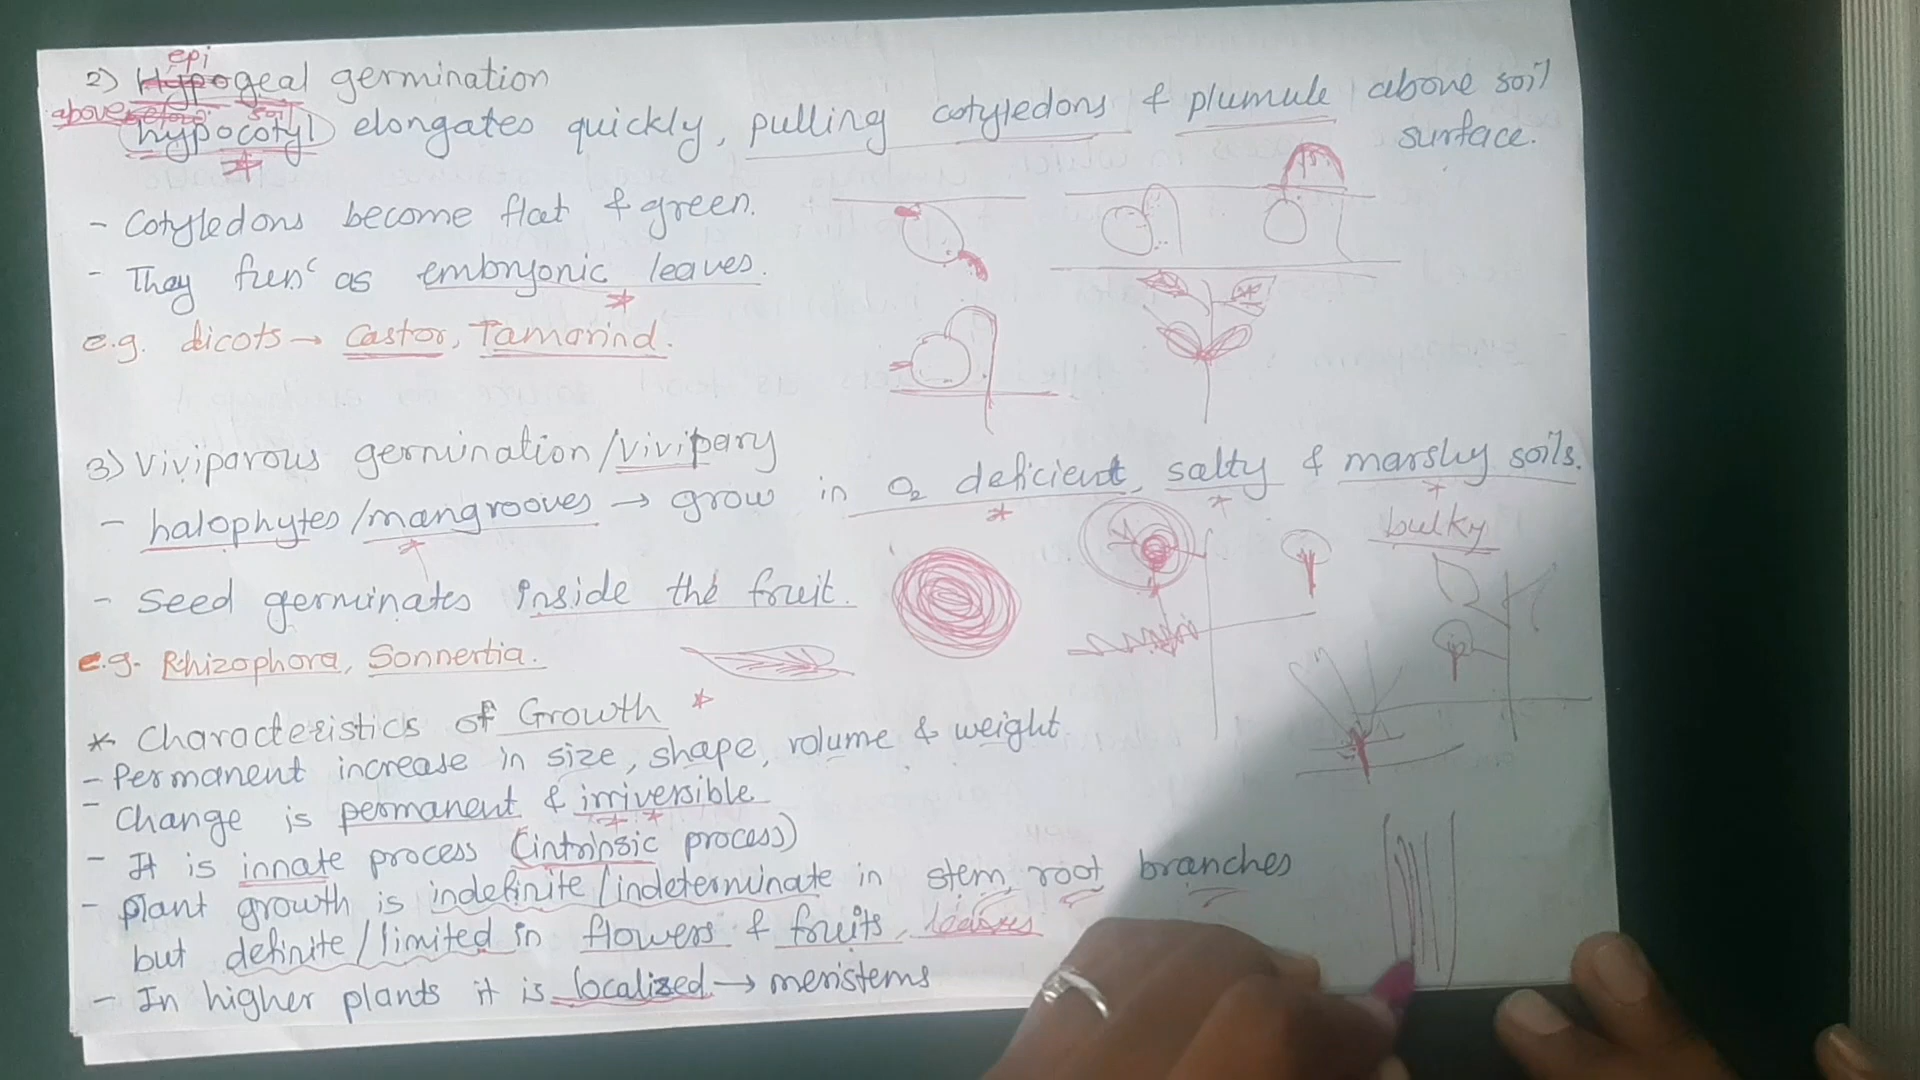 epi
2) Hypogeal germination
above soil
hypocotyl elongates quickly, pulling cotyledons & plumule above soil
surface.
- Cotyledons become flat & green.
- They funᶜ as embryonic leaves.
e.g. dicots → Castor, Tamarind.
3) Viviparous germination/vivipary
- halophytes/mangrooves → grow in O₂ deficient, salty & marshy soils.
bulky
- Seed germinates inside the fruit.
e.g. Rhizophora, Sonnertia.
* Characteristics of Growth *
- Permanent increase in size, shape, volume & weight
- Change is permanent & irriversible
- It is innate process (intrinsic process)
- Plant growth is indefinite/indeterminate in stem, root branches
but definite/limited in flowers & fruits, leaves
- In higher plants it is localized → meristems